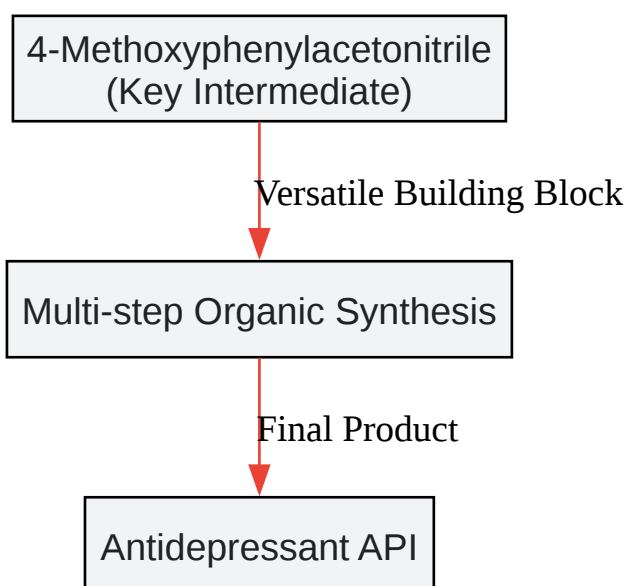 4-Methoxyphenylacetonitrile
(Key Intermediate)
Versatile Building Block
Multi-step Organic Synthesis
Final Product
Antidepressant API